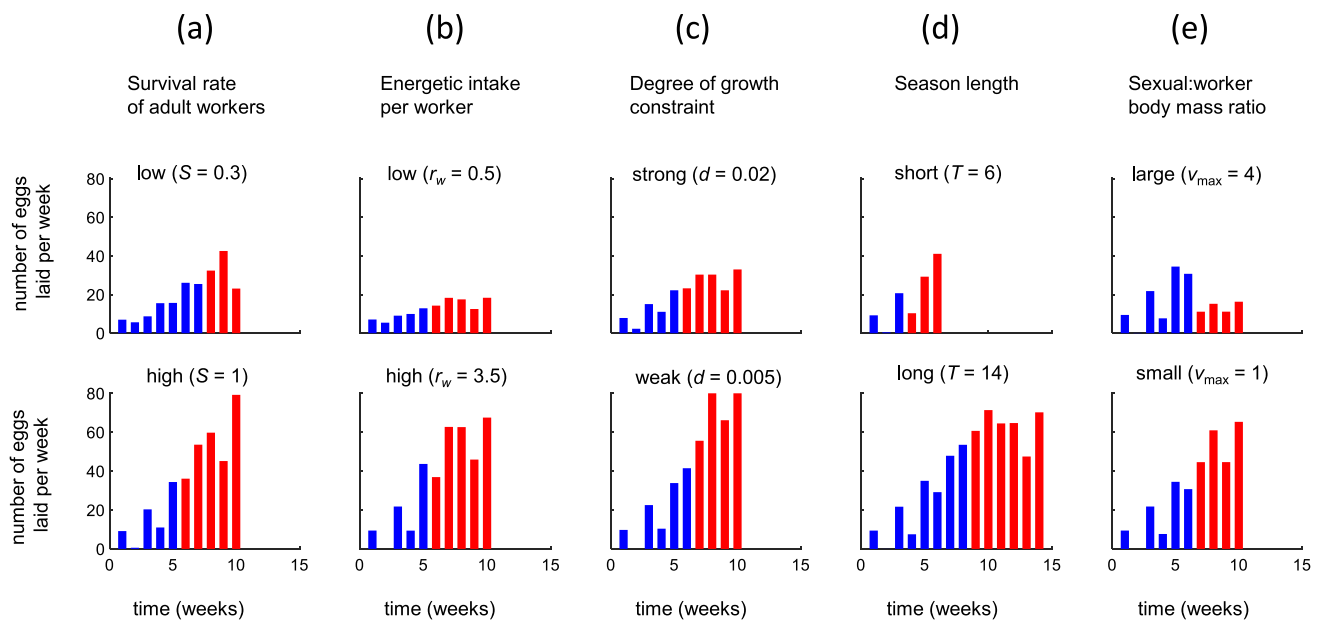 (a) (b) (c) (d) (e)
Survival rate
of adult workers
Energetic intake
per worker
Degree of growth
constraint
Season length
Sexual:worker
body mass ratio
number of eggs
laid per week
low (S = 0.3)
low (r_w = 0.5)
strong (d = 0.02)
short (T = 6)
large (v_max = 4)
80
60
40
20
0
number of eggs
laid per week
high (S = 1)
high (r_w = 3.5)
weak (d = 0.005)
long (T = 14)
small (v_max = 1)
80
60
40
20
0
0 5 10 15
0 5 10 15
0 5 10 15
0 5 10 15
0 5 10 15
time (weeks)
time (weeks)
time (weeks)
time (weeks)
time (weeks)